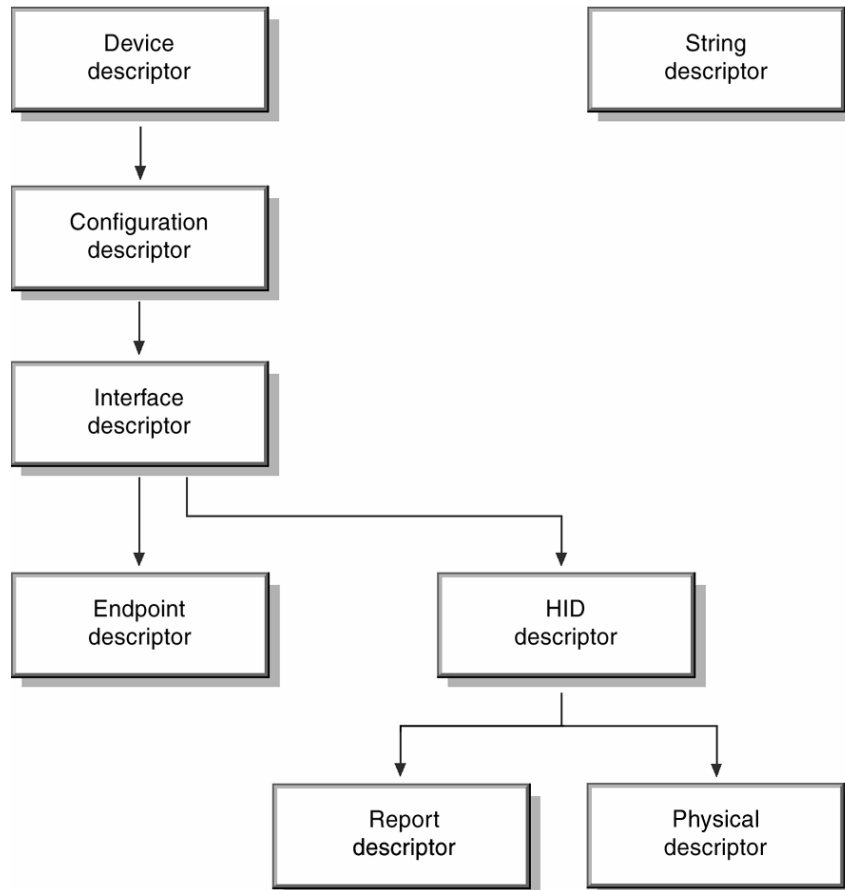 Device
descriptor
String
descriptor
Configuration
descriptor
Interface
descriptor
Endpoint
descriptor
HID
descriptor
Report
descriptor
Physical
descriptor